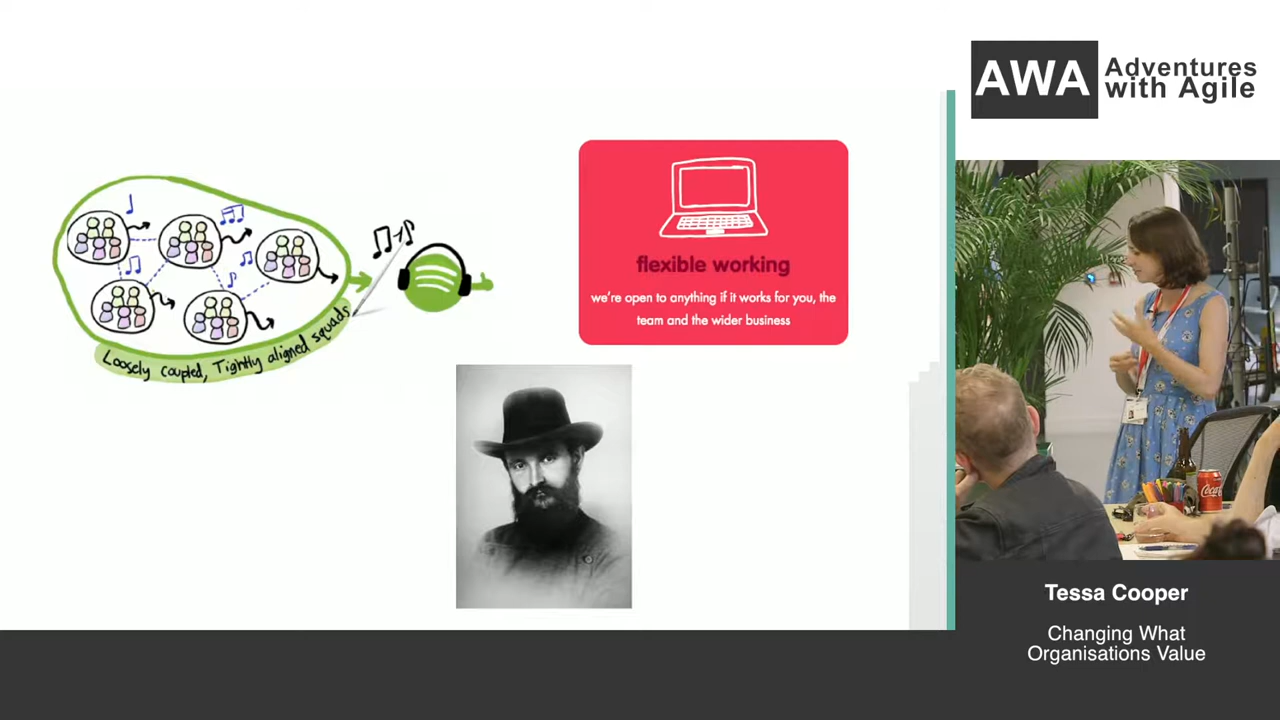 AWA Adventures
with Agile
Loosely coupled, Tightly aligned squads
flexible working
we're open to anything if it works for you, the
team and the wider business
Coca
Tessa Cooper
Changing What
Organisations Value